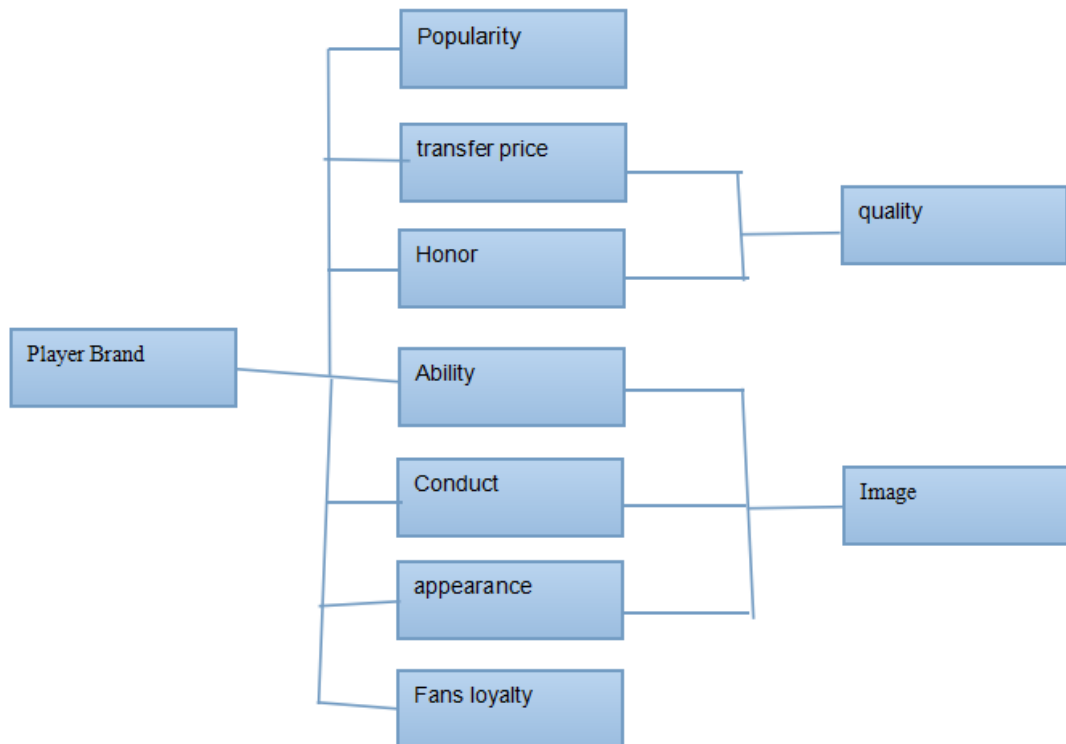 Popularity
transfer price
quality
Honor
Player Brand
Ability
Conduct
Image
appearance
Fans loyalty